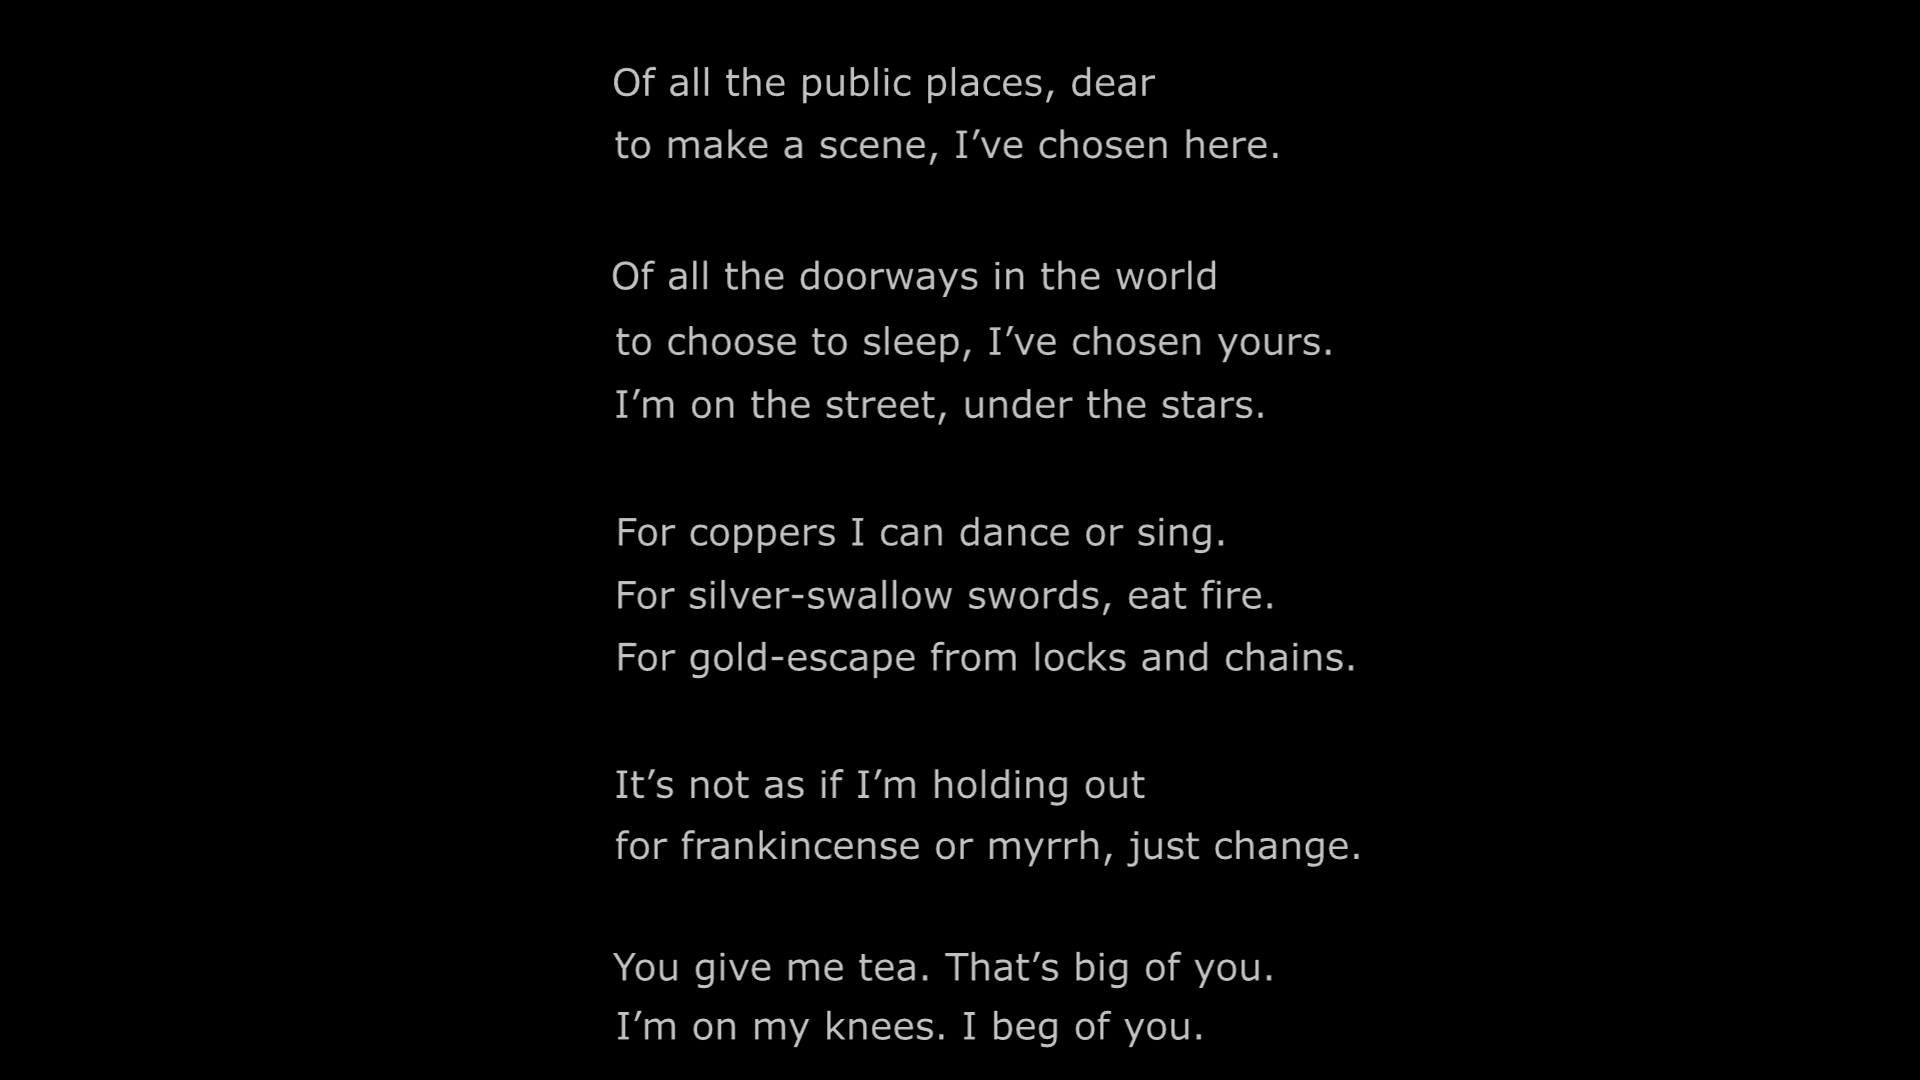 Of all the public places, dear
to make a scene, I’ve chosen here.
Of all the doorways in the world
to choose to sleep, I’ve chosen yours.
I’m on the street, under the stars.
For coppers I can dance or sing.
For silver-swallow swords, eat fire.
For gold-escape from locks and chains.
It’s not as if I’m holding out
for frankincense or myrrh, just change.
You give me tea. That’s big of you.
I’m on my knees. I beg of you.